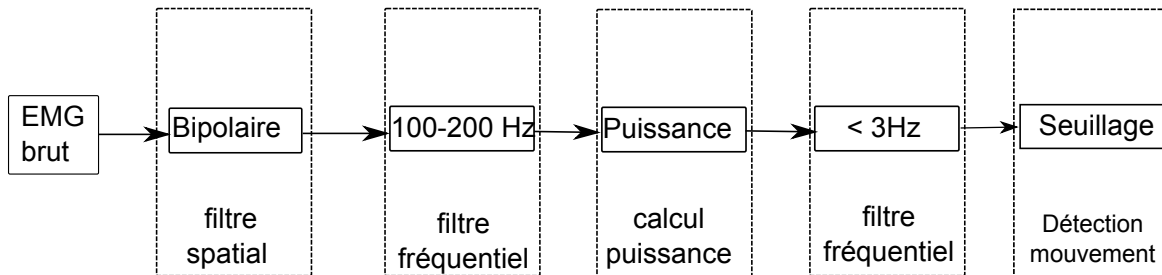 EMG
brut
Bipolaire
100-200 Hz
Puissance
< 3Hz
Seuillage
filtre
spatial
filtre
fréquentiel
calcul
puissance
filtre
fréquentiel
Détection
mouvement